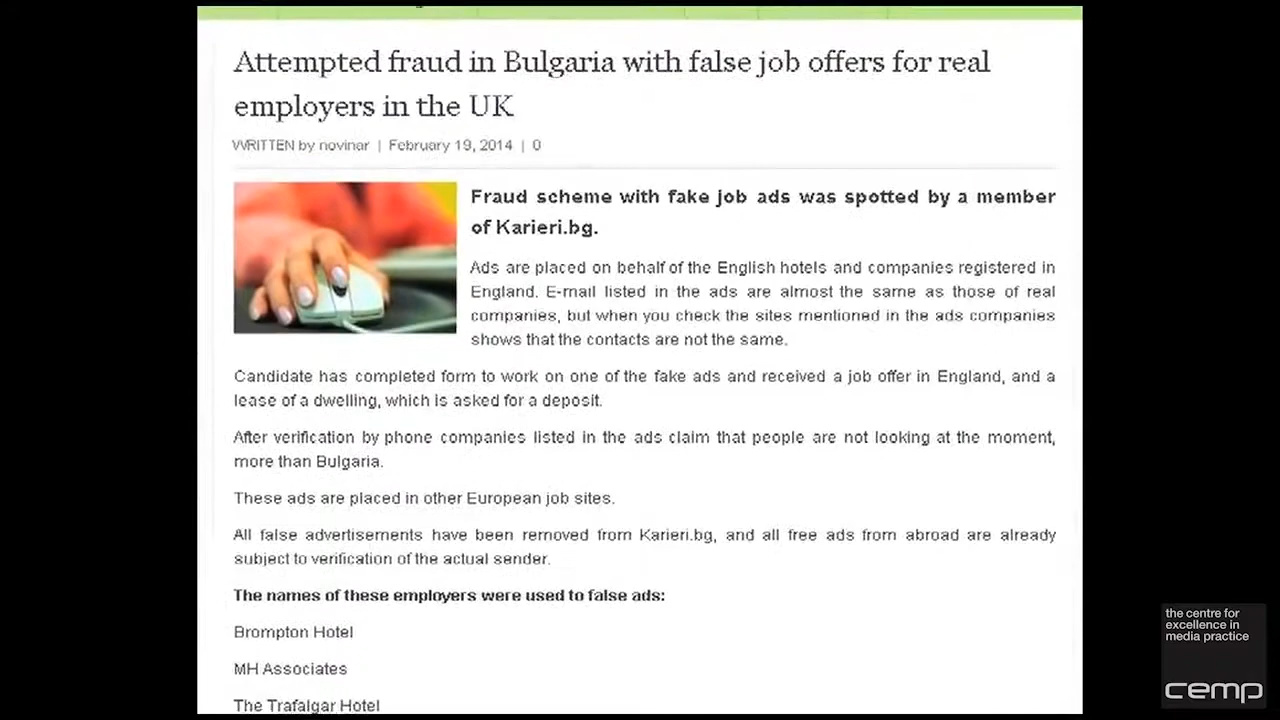 Attempted fraud in Bulgaria with false job offers for real
employers in the UK
WRITTEN by novinar | February 19, 2014 | 0
Fraud scheme with fake job ads was spotted by a member
of Karieri.bg.
Ads are placed on behalf of the English hotels and companies registered in
England. E-mail listed in the ads are almost the same as those of real
companies, but when you check the sites mentioned in the ads companies
shows that the contacts are not the same.
Candidate has completed form to work on one of the fake ads and received a job offer in England, and a
lease of a dwelling, which is asked for a deposit.
After verification by phone companies listed in the ads claim that people are not looking at the moment,
more than Bulgaria.
These ads are placed in other European job sites.
All false advertisements have been removed from Karieri.bg, and all free ads from abroad are already
subject to verification of the actual sender.
The names of these employers were used to false ads:
Brompton Hotel
MH Associates
The Trafalgar Hotel
the centre for
excellence in
media practice
cemp